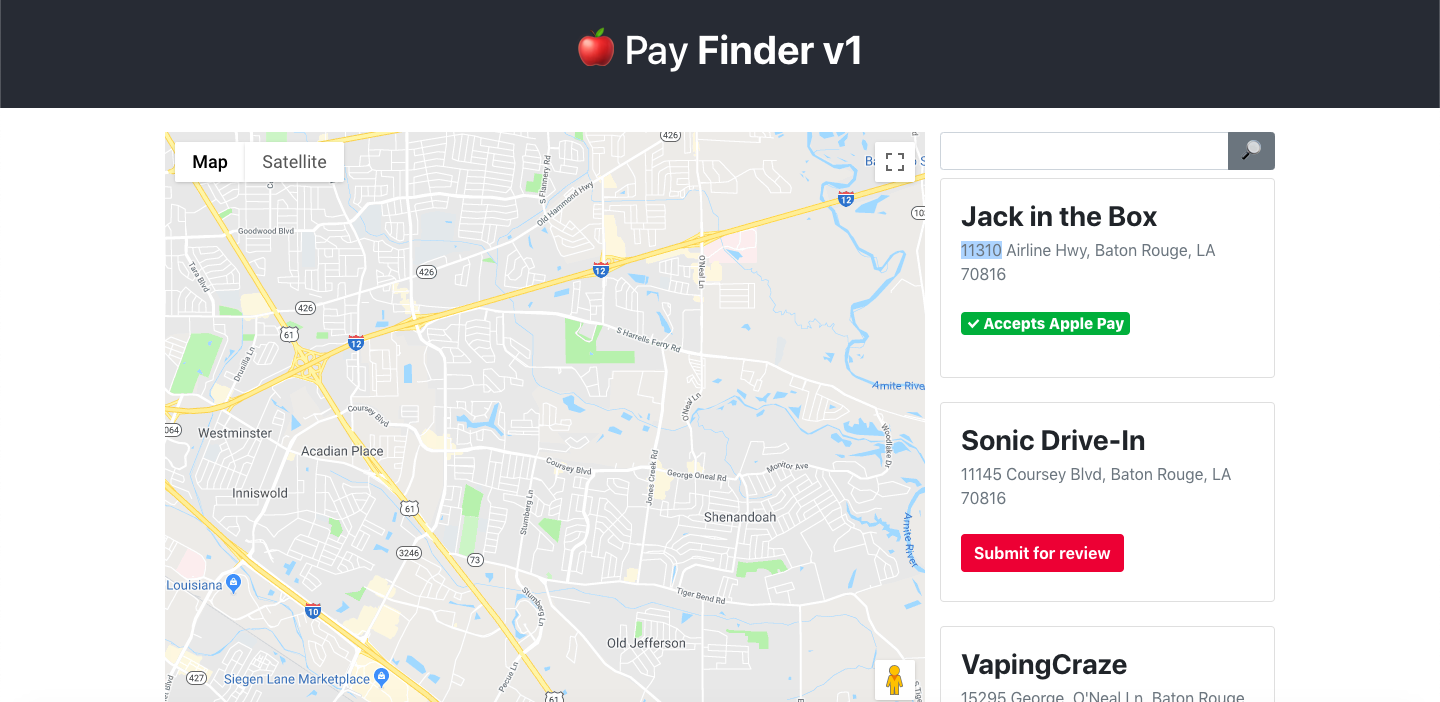 Pay Finder v1
Map Satellite
426
S Flannery Rd
Old Hammond Hwy
12
Goodwood Blvd
O'Neal Ln
Tara Blvd
426
12
426
61
12
S Harrells Ferry Rd
Drusilla Ln
Amite River
Coursey Blvd
O'Neal Ln
Westminster
Acadian Place
Woodlake Dr
Coursey Blvd
George Oneal Rd
Monitor Ave
Jones Creek Rd
Inniswold
Stumberg Ln
61
Shenandoah
Amite River
3246
73
Louisiana
Tiger Bend Rd
Stumberg Ln
10
Old Jefferson
Pecue Ln
427
Siegen Lane Marketplace
61
Jack in the Box
11310 Airline Hwy, Baton Rouge, LA
70816
✓ Accepts Apple Pay
Sonic Drive-In
11145 Coursey Blvd, Baton Rouge, LA
70816
Submit for review
VapingCraze
15295 George, O'Neal Ln, Baton Rouge